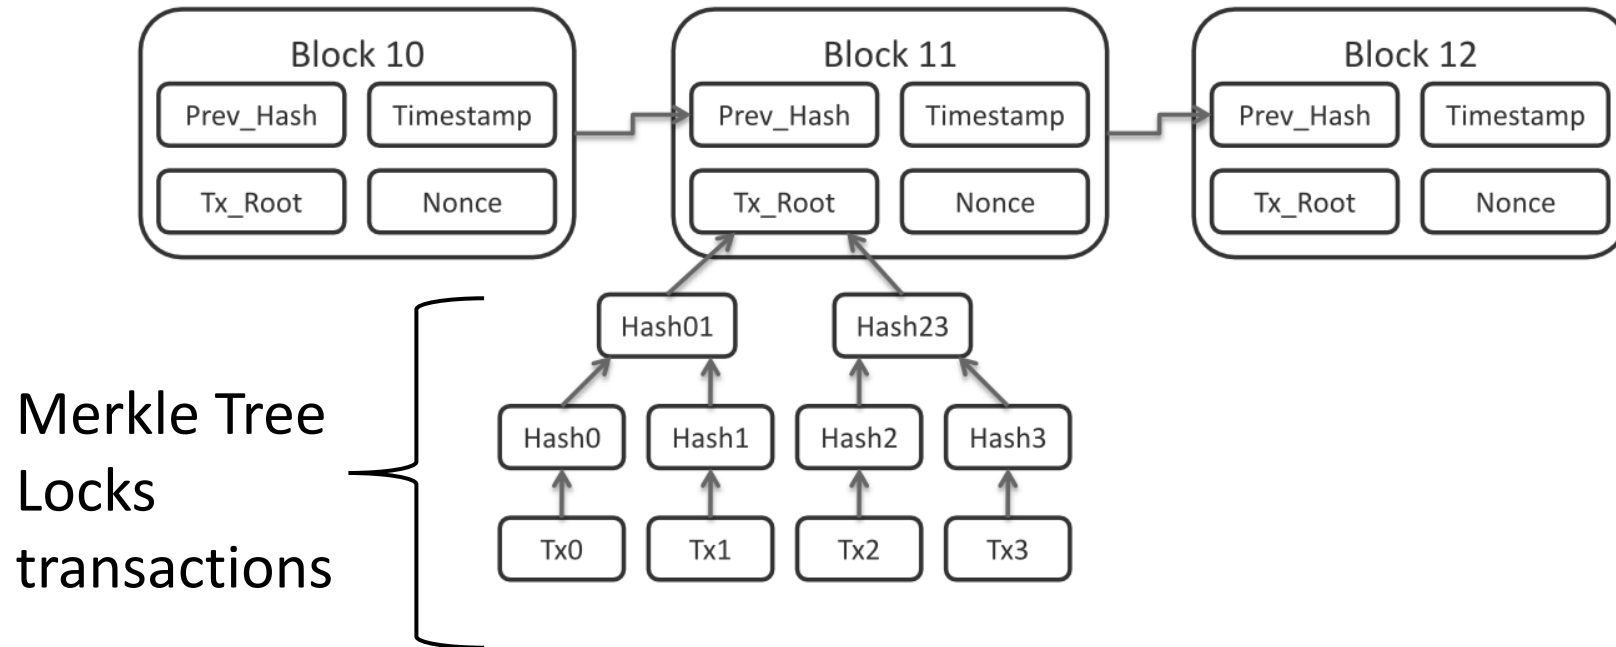 Block 10
Block 11
Block 12
Prev_Hash
Timestamp
Prev_Hash
Timestamp
Prev_Hash
Timestamp
Tx_Root
Nonce
Tx_Root
Nonce
Tx_Root
Nonce
Hash01
Hash23
Merkle Tree
Locks
transactions
Hash0
Hash1
Hash2
Hash3
Tx0
Tx1
Tx2
Tx3